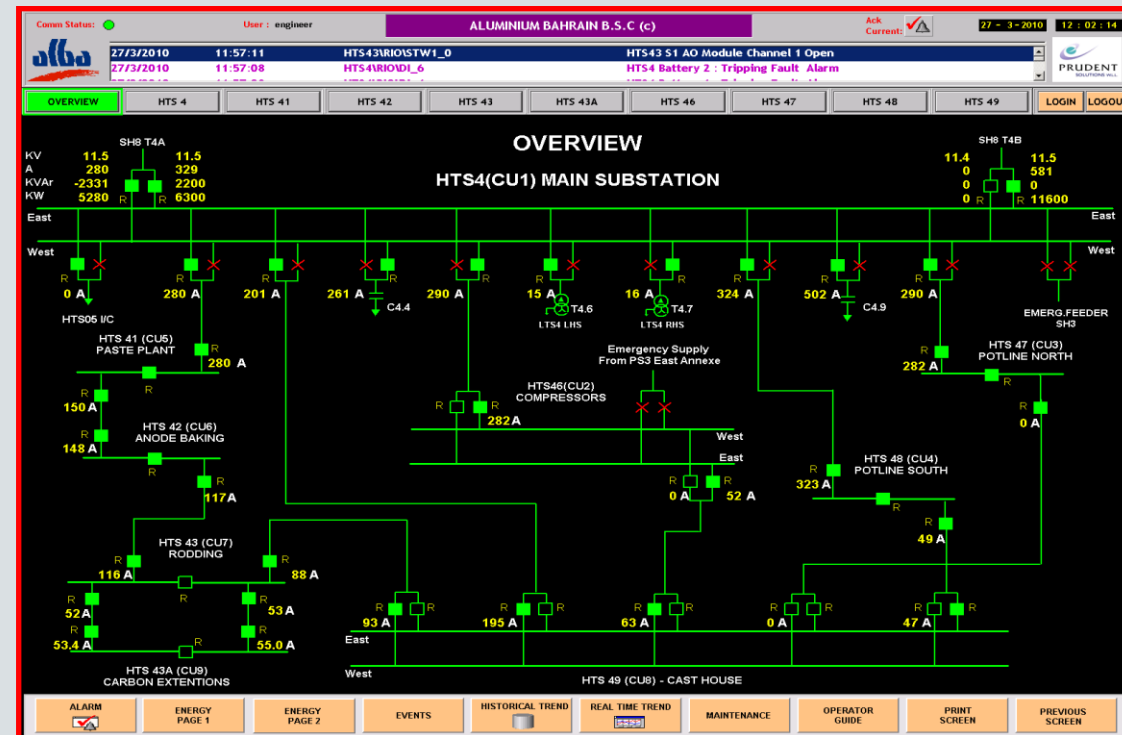 Comm Status: User : engineer ALUMINIUM BAHRAIN B.S.C (c) Ack Current: 27 - 3-2010 12 : 02 : 14
alba
27/3/2010 11:57:11 HTS43\RIO\STW1_0 HTS43 S1 AO Module Channel 1 Open
27/3/2010 11:57:08 HTS4\RIO\DI_6 HTS4 Battery 2 : Tripping Fault Alarm
PRUDENT
OVERVIEW HTS 4 HTS 41 HTS 42 HTS 43 HTS 43A HTS 46 HTS 47 HTS 48 HTS 49 LOGIN LOGOU
OVERVIEW
HTS4(CU1) MAIN SUBSTATION
SH8 T4A
KV 11.5 11.5
A 280 329
KVAr -2331 2200
KW 5280 R R 6300
SH8 T4B
11.4 11.5
0 581
0 0
0 R R 11600
East East
West West
R R R R R R R R R R
0 A 280 A 201 A 261 A 290 A 15 A 16 A 324 A 502 A 290 A
C4.4 T4.6 T4.7 C4.9
HTS05 I/C
LTS4 LHS LTS4 RHS
EMERG.FEEDER
SH3
HTS 41 (CU5)
PASTE PLANT
R
280 A
R
R
150 A
R
148 A
HTS 42 (CU6)
ANODE BAKING
R
R
117A
Emergency Supply
From PS3 East Annexe
HTS46(CU2)
COMPRESSORS
R R
282A
West
East
R R
0 A 52 A
HTS 47 (CU3)
POTLINE NORTH
R
282 A
R
R
0 A
HTS 48 (CU4)
POTLINE SOUTH
R
323 A
R
R
49 A
HTS 43 (CU7)
RODDING
R R
116 A 88 A
R
R R
52A 53
R R R
53.4 A 55.0 A
HTS 43A (CU9)
CARBON EXTENTIONS
R R R R R R R R R R
93 A 195 A 63 A 0 A 47 A
East
West
HTS 49 (CU8) - CAST HOUSE
ALARM ENERGY PAGE 1 ENERGY PAGE 2 EVENTS HISTORICAL TREND REAL TIME TREND MAINTENANCE OPERATOR GUIDE PRINT SCREEN PREVIOUS SCREEN